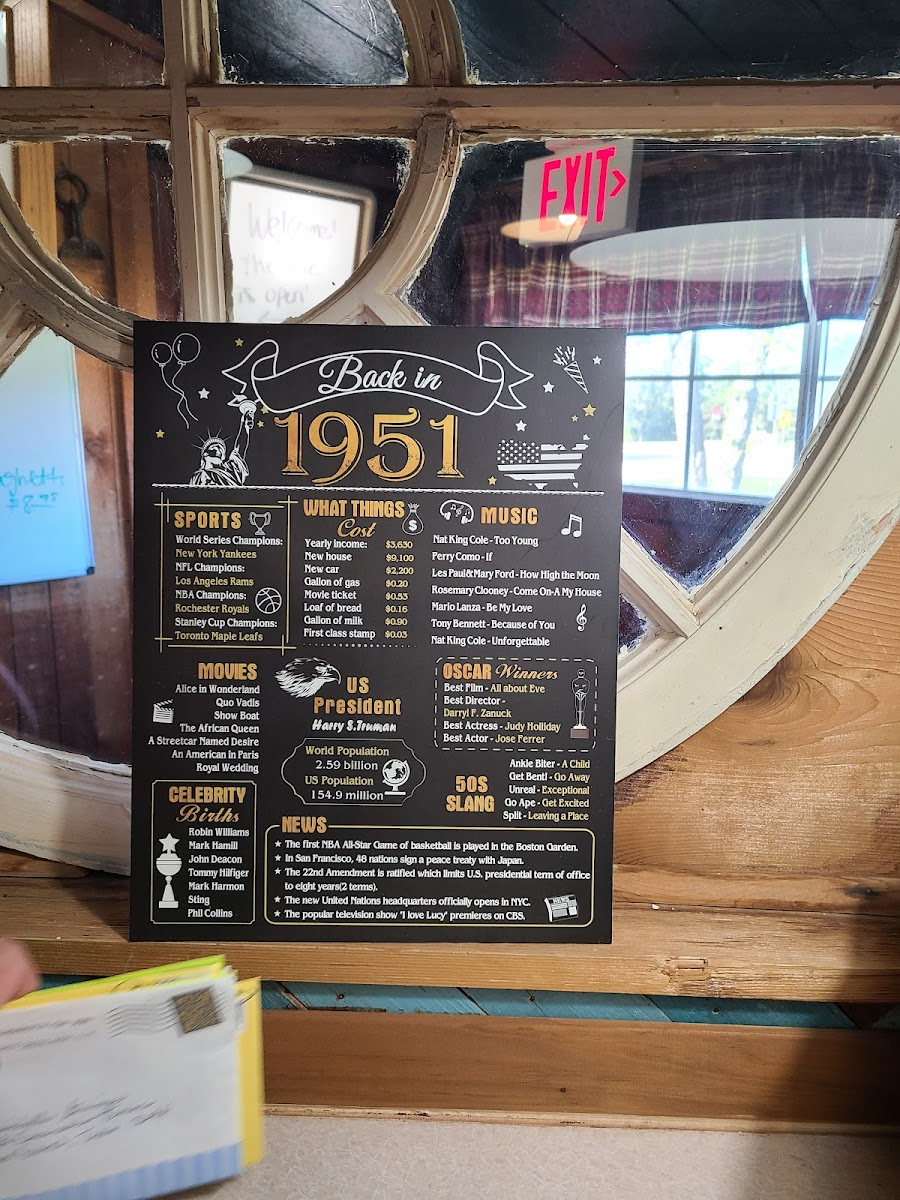 EXIT>
Welcome!
is open
Back in
1951
SPORTS
World Series Champions:
New York Yankees
NFL Champions:
Los Angeles Rams
NBA Champions:
Rochester Royals
Stanley Cup Champions:
Toronto Maple Leafs
WHAT THINGS
Cost
$
Yearly income: $3,630
New house $9,100
New car $2,200
Gallon of gas $0.20
Movie ticket $0.53
Loaf of bread $0.16
Gallon of milk $0.90
First class stamp $0.03
MUSIC
Nat King Cole - Too Young
Perry Como - If
Les Paul&Mary Ford - How High the Moon
Rosemary Clooney - Come On-A My House
Mario Lanza - Be My Love
Tony Bennett - Because of You
Nat King Cole - Unforgettable
MOVIES
Alice in Wonderland
Quo Vadis
Show Boat
The African Queen
A Streetcar Named Desire
An American in Paris
Royal Wedding
US
President
Harry S.Truman
World Population
2.59 billion
US Population
154.9 million
OSCAR Winners
Best Film - All about Eve
Best Director -
Darryl F. Zanuck
Best Actress - Judy Holliday
Best Actor - Jose Ferrer
50S
SLANG
Ankle Biter - A Child
Get Bent! - Go Away
Unreal - Exceptional
Go Ape - Get Excited
Split - Leaving a Place
CELEBRITY
Births
Robin Williams
Mark Hamill
John Deacon
Tommy Hilfiger
Mark Harmon
Sting
Phil Collins
NEWS
★ The first NBA All-Star Game of basketball is played in the Boston Garden.
★ In San Francisco, 48 nations sign a peace treaty with Japan.
★ The 22nd Amendment is ratified which limits U.S. presidential term of office
to eight years(2 terms).
★ The new United Nations headquarters officially opens in NYC.
★ The popular television show "I love Lucy" premieres on CBS.
NEWS